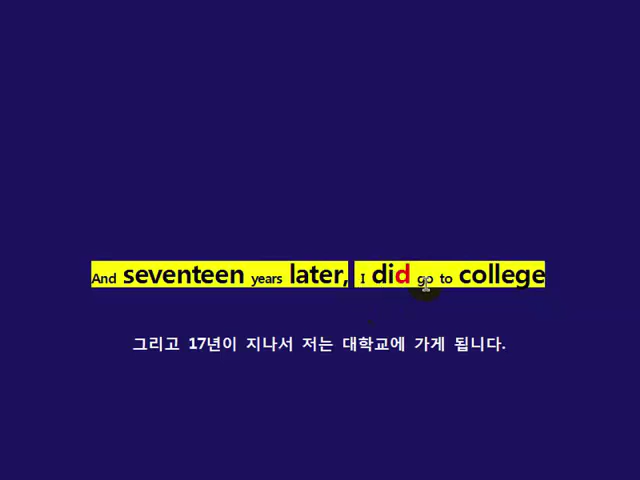 And seventeen years later, I did go to college
그리고 17년이 지나서 저는 대학교에 가게 됩니다.